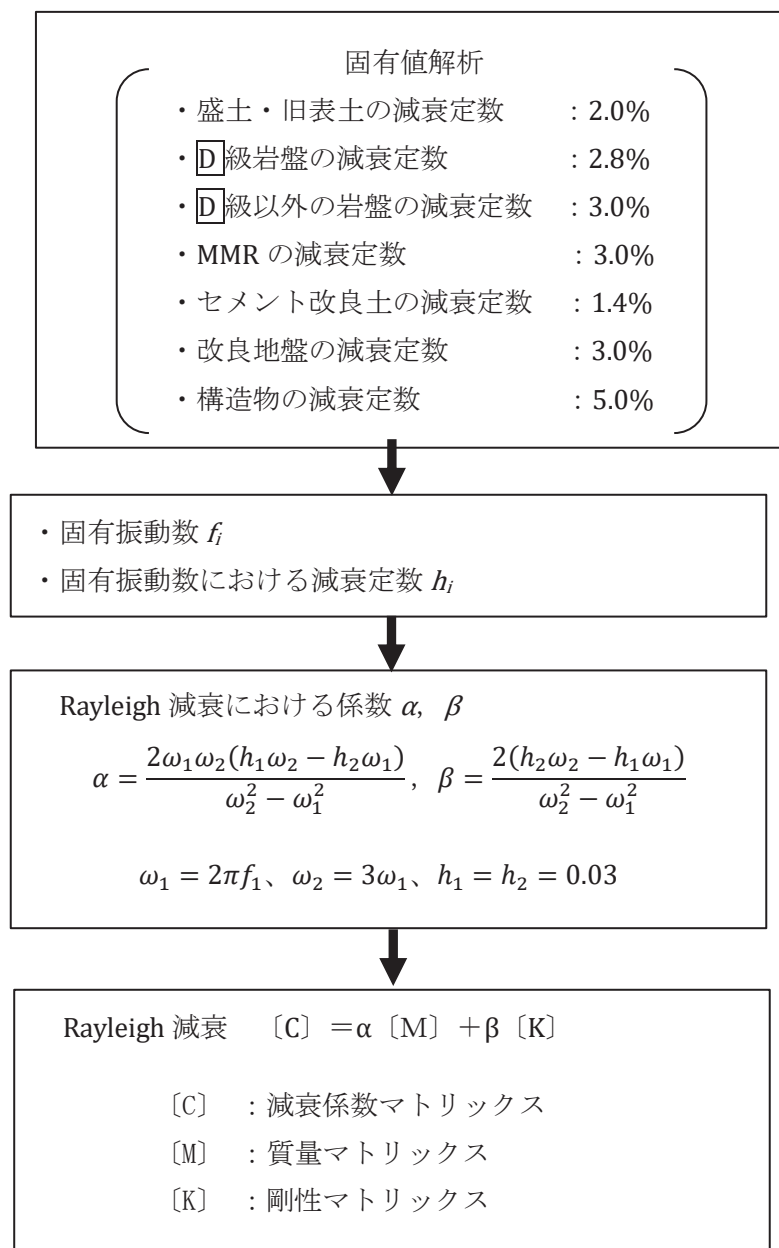 固有値解析
・盛土・旧表土の減衰定数 : 2.0%
・D級岩盤の減衰定数 : 2.8%
・D級以外の岩盤の減衰定数 : 3.0%
・MMR の減衰定数 : 3.0%
・セメント改良土の減衰定数 : 1.4%
・改良地盤の減衰定数 : 3.0%
・構造物の減衰定数 : 5.0%
・固有振動数 fᵢ
・固有振動数における減衰定数 hᵢ
Rayleigh 減衰における係数 α, β
α = 2ω₁ω₂(h₁ω₂ − h₂ω₁) / (ω₂² − ω₁²), β = 2(h₂ω₂ − h₁ω₁) / (ω₂² − ω₁²)
ω₁ = 2πf₁、ω₂ = 3ω₁、h₁ = h₂ = 0.03
Rayleigh 減衰 〔C〕=α〔M〕+β〔K〕
〔C〕 : 減衰係数マトリックス
〔M〕 : 質量マトリックス
〔K〕 : 剛性マトリックス